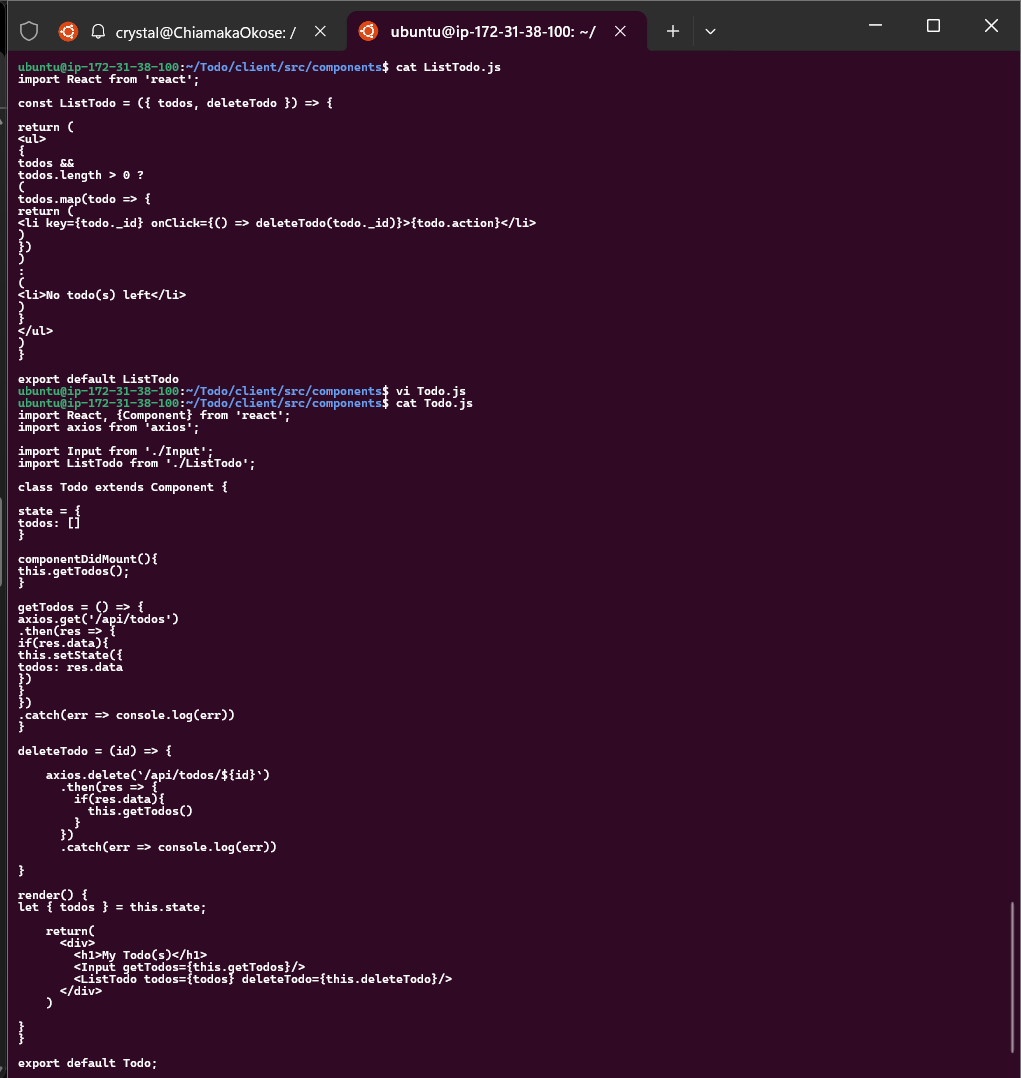 crystal@ChiamakaOkose: /
ubuntu@ip-172-31-38-100: ~/
ubuntu@ip-172-31-38-100:~/Todo/client/src/components$ cat ListTodo.js
import React from 'react';
const ListTodo = ({ todos, deleteTodo }) => {
return (
<ul>
{
todos &&
todos.length > 0 ?
(
todos.map(todo => {
return (
<li key={todo._id} onClick={() => deleteTodo(todo._id)}>{todo.action}</li>
)
})
)
:
(
<li>No todo(s) left</li>
)
}
</ul>
)
}
export default ListTodo
ubuntu@ip-172-31-38-100:~/Todo/client/src/components$ vi Todo.js
ubuntu@ip-172-31-38-100:~/Todo/client/src/components$ cat Todo.js
import React, {Component} from 'react';
import axios from 'axios';
import Input from './Input';
import ListTodo from './ListTodo';
class Todo extends Component {
state = {
todos: []
}
componentDidMount(){
this.getTodos();
}
getTodos = () => {
axios.get('/api/todos')
.then(res => {
if(res.data){
this.setState({
todos: res.data
})
}
})
.catch(err => console.log(err))
}
deleteTodo = (id) => {
    axios.delete(`/api/todos/${id}`)
      .then(res => {
        if(res.data){
          this.getTodos()
        }
      })
      .catch(err => console.log(err))
}
render() {
let { todos } = this.state;
    return(
      <div>
        <h1>My Todo(s)</h1>
        <Input getTodos={this.getTodos}/>
        <ListTodo todos={todos} deleteTodo={this.deleteTodo}/>
      </div>
    )
}
}
export default Todo;